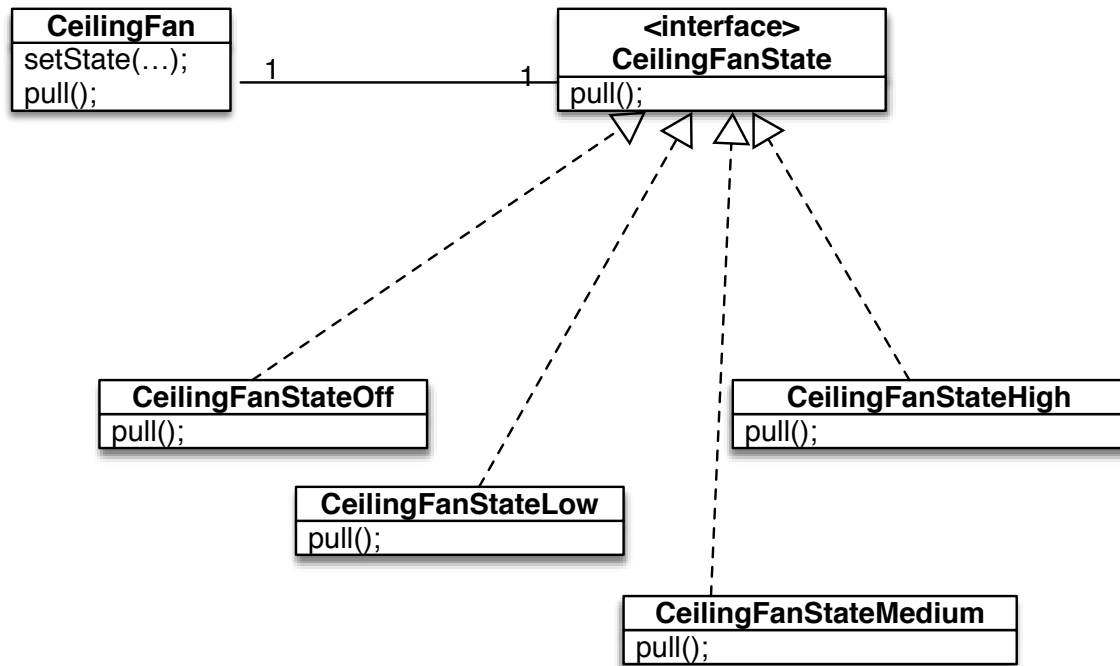 CeilingFan
setState(…);
pull();
1
1
<interface>
CeilingFanState
pull();
CeilingFanStateOff
pull();
CeilingFanStateHigh
pull();
CeilingFanStateLow
pull();
CeilingFanStateMedium
pull();